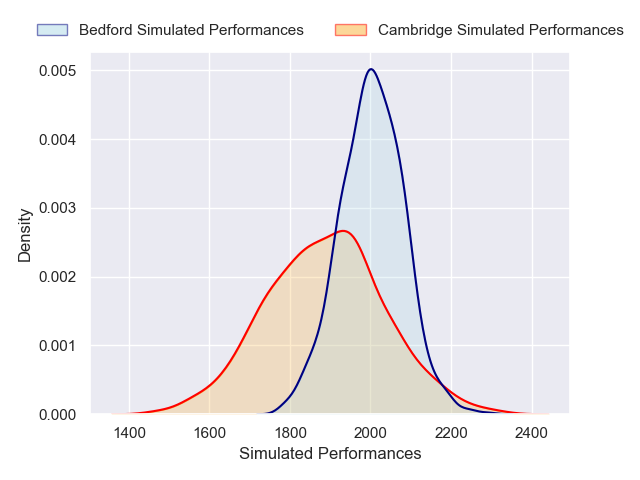 Bedford Simulated Performances Cambridge Simulated Performances
0.005
0.004
0.003
0.002
0.001
0.000
Density
1400 1600 1800 2000 2200 2400
Simulated Performances